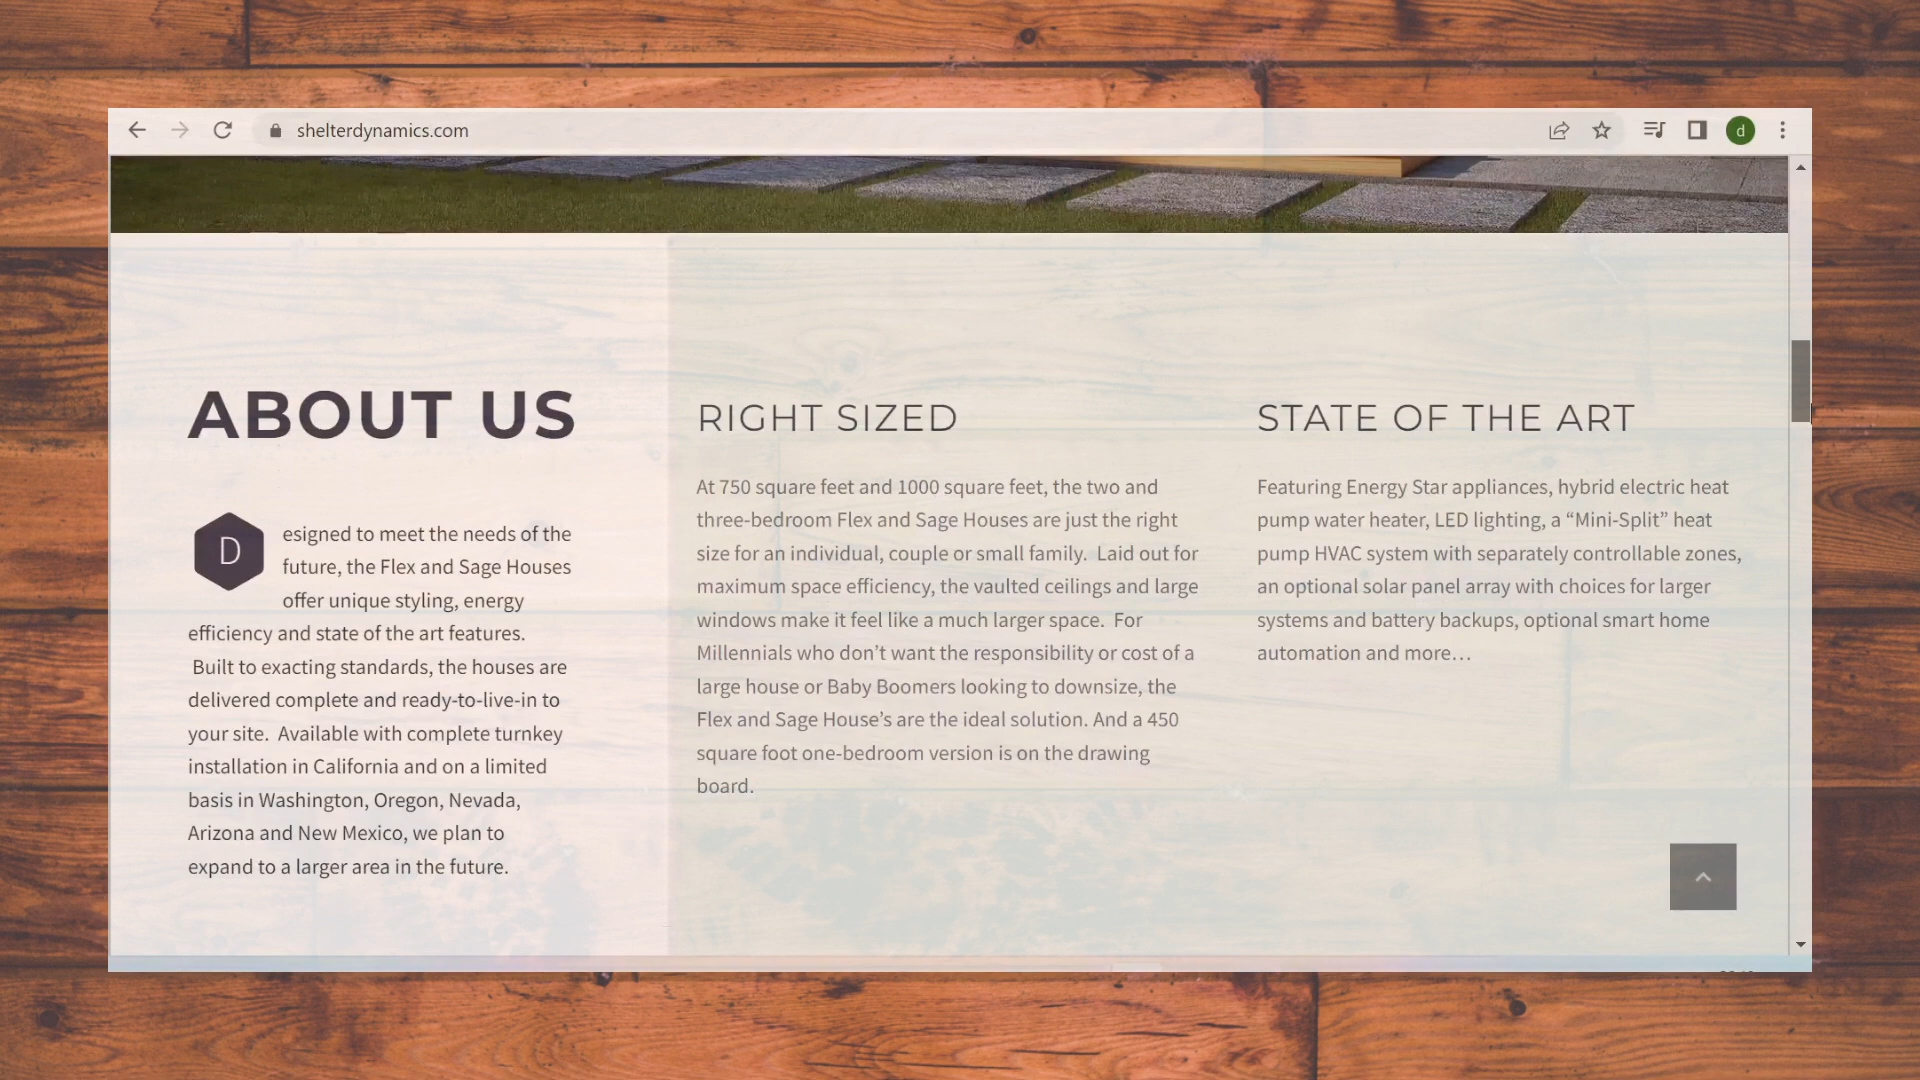 shelterdynamics.com
d
ABOUT US
Designed to meet the needs of the
future, the Flex and Sage Houses
offer unique styling, energy
efficiency and state of the art features.
Built to exacting standards, the houses are
delivered complete and ready-to-live-in to
your site.  Available with complete turnkey
installation in California and on a limited
basis in Washington, Oregon, Nevada,
Arizona and New Mexico, we plan to
expand to a larger area in the future.
RIGHT SIZED
At 750 square feet and 1000 square feet, the two and
three-bedroom Flex and Sage Houses are just the right
size for an individual, couple or small family.  Laid out for
maximum space efficiency, the vaulted ceilings and large
windows make it feel like a much larger space.  For
Millennials who don’t want the responsibility or cost of a
large house or Baby Boomers looking to downsize, the
Flex and Sage House’s are the ideal solution. And a 450
square foot one-bedroom version is on the drawing
board.
STATE OF THE ART
Featuring Energy Star appliances, hybrid electric heat
pump water heater, LED lighting, a “Mini-Split” heat
pump HVAC system with separately controllable zones,
an optional solar panel array with choices for larger
systems and battery backups, optional smart home
automation and more…